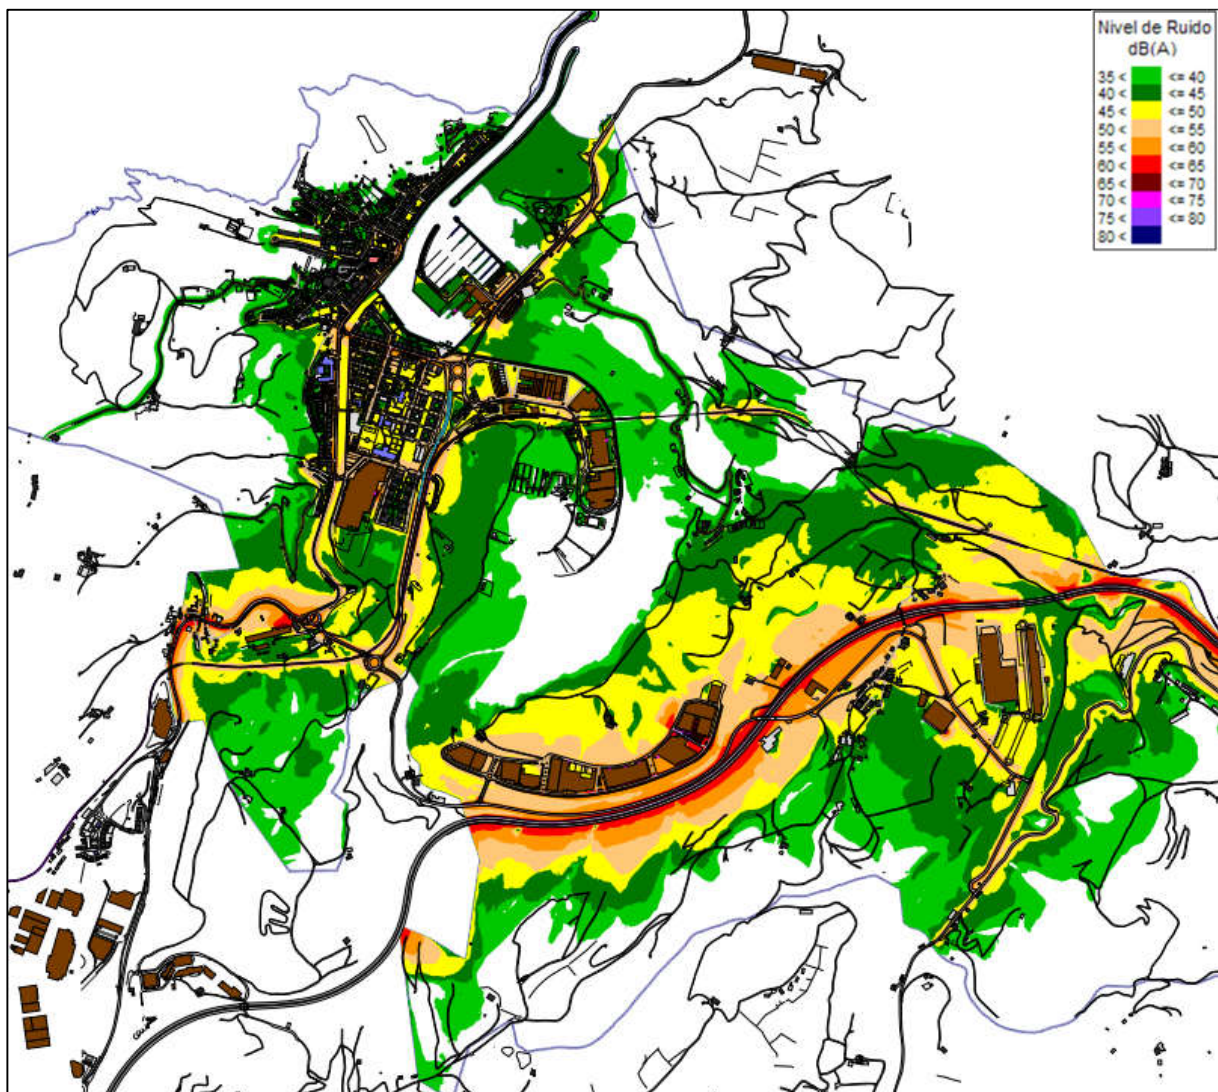 Nivel de Ruido
dB(A)
35 < <= 40
40 < <= 45
45 < <= 50
50 < <= 55
55 < <= 60
60 < <= 65
65 < <= 70
70 < <= 75
75 < <= 80
80 <